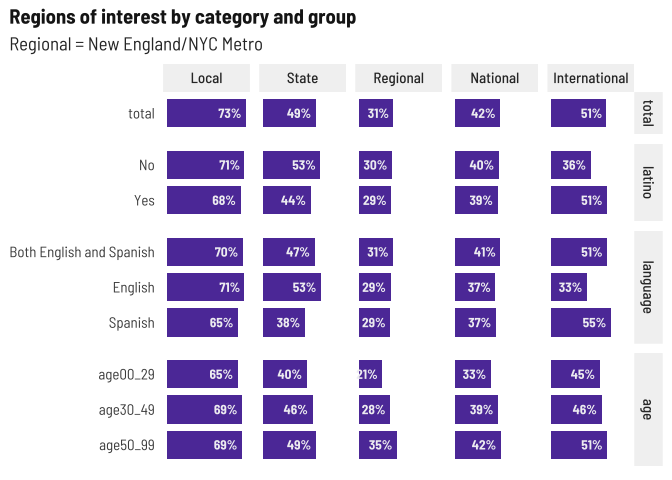 Regions of interest by category and group
Regional = New England/NYC Metro
Local State Regional National International
total 73% 49% 31% 42% 51% total
No 71% 53% 30% 40% 36%
latino
Yes 68% 44% 29% 39% 51%
Both English and Spanish 70% 47% 31% 41% 51%
English 71% 53% 29% 37% 33%
language
Spanish 65% 38% 29% 37% 55%
age00_29 65% 40% 21% 33% 45%
age30_49 69% 46% 28% 39% 46%
age
age50_99 69% 49% 35% 42% 51%